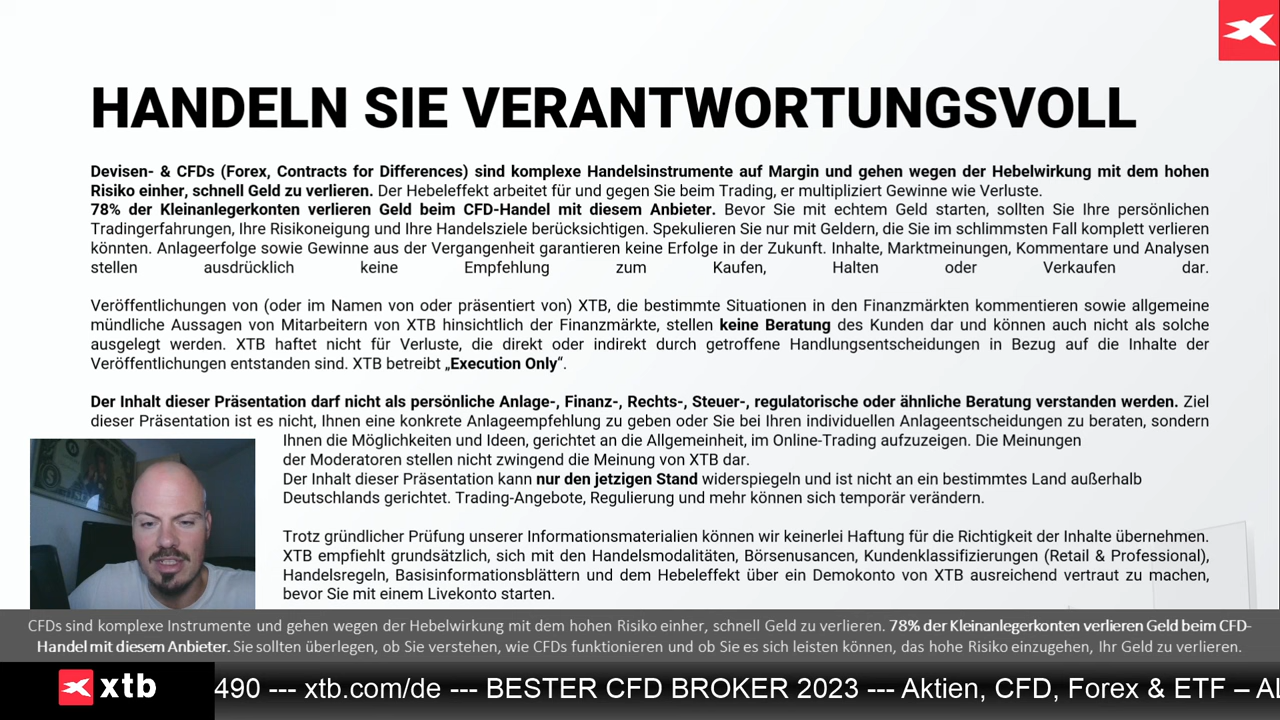 HANDELN SIE VERANTWORTUNGSVOLL
Devisen- & CFDs (Forex, Contracts for Differences) sind komplexe Handelsinstrumente auf Margin und gehen wegen der Hebelwirkung mit dem hohen
Risiko einher, schnell Geld zu verlieren. Der Hebeleffekt arbeitet für und gegen Sie beim Trading, er multipliziert Gewinne wie Verluste.
78% der Kleinanlegerkonten verlieren Geld beim CFD-Handel mit diesem Anbieter. Bevor Sie mit echtem Geld starten, sollten Sie Ihre persönlichen
Tradingerfahrungen, Ihre Risikoneigung und Ihre Handelsziele berücksichtigen. Spekulieren Sie nur mit Geldern, die Sie im schlimmsten Fall komplett verlieren
könnten. Anlageerfolge sowie Gewinne aus der Vergangenheit garantieren keine Erfolge in der Zukunft. Inhalte, Marktmeinungen, Kommentare und Analysen
stellen ausdrücklich keine Empfehlung zum Kaufen, Halten oder Verkaufen dar.
Veröffentlichungen von (oder im Namen von oder präsentiert von) XTB, die bestimmte Situationen in den Finanzmärkten kommentieren sowie allgemeine
mündliche Aussagen von Mitarbeitern von XTB hinsichtlich der Finanzmärkte, stellen keine Beratung des Kunden dar und können auch nicht als solche
ausgelegt werden. XTB haftet nicht für Verluste, die direkt oder indirekt durch getroffene Handlungsentscheidungen in Bezug auf die Inhalte der
Veröffentlichungen entstanden sind. XTB betreibt „Execution Only“.
Der Inhalt dieser Präsentation darf nicht als persönliche Anlage-, Finanz-, Rechts-, Steuer-, regulatorische oder ähnliche Beratung verstanden werden. Ziel
dieser Präsentation ist es nicht, Ihnen eine konkrete Anlageempfehlung zu geben oder Sie bei Ihren individuellen Anlageentscheidungen zu beraten, sondern
Ihnen die Möglichkeiten und Ideen, gerichtet an die Allgemeinheit, im Online-Trading aufzuzeigen. Die Meinungen
der Moderatoren stellen nicht zwingend die Meinung von XTB dar.
Der Inhalt dieser Präsentation kann nur den jetzigen Stand widerspiegeln und ist nicht an ein bestimmtes Land außerhalb
Deutschlands gerichtet. Trading-Angebote, Regulierung und mehr können sich temporär verändern.
Trotz gründlicher Prüfung unserer Informationsmaterialien können wir keinerlei Haftung für die Richtigkeit der Inhalte übernehmen.
XTB empfiehlt grundsätzlich, sich mit den Handelsmodalitäten, Börsenusancen, Kundenklassifizierungen (Retail & Professional),
Handelsregeln, Basisinformationsblättern und dem Hebeleffekt über ein Demokonto von XTB ausreichend vertraut zu machen,
bevor Sie mit einem Livekonto starten.
CFDs sind komplexe Instrumente und gehen wegen der Hebelwirkung mit dem hohen Risiko einher, schnell Geld zu verlieren. 78% der Kleinanlegerkonten verlieren Geld beim CFD-
Handel mit diesem Anbieter. Sie sollten überlegen, ob Sie verstehen, wie CFDs funktionieren und ob Sie es sich leisten können, das hohe Risiko einzugehen, Ihr Geld zu verlieren.
xtb 490 --- xtb.com/de --- BESTER CFD BROKER 2023 --- Aktien, CFD, Forex & ETF – AL